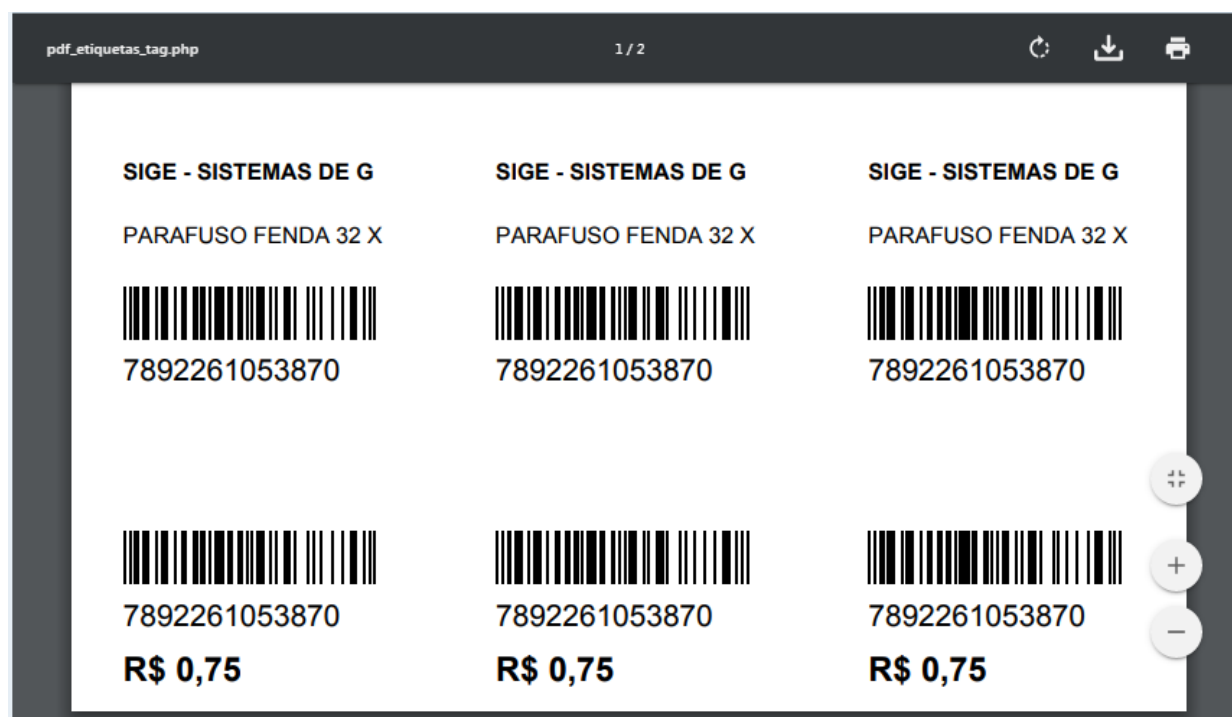 pdf_etiquetas_tag.php
1 / 2
SIGE - SISTEMAS DE G SIGE - SISTEMAS DE G SIGE - SISTEMAS DE G
PARAFUSO FENDA 32 X PARAFUSO FENDA 32 X PARAFUSO FENDA 32 X
7892261053870 7892261053870 7892261053870
7892261053870 7892261053870 7892261053870
R$ 0,75 R$ 0,75 R$ 0,75